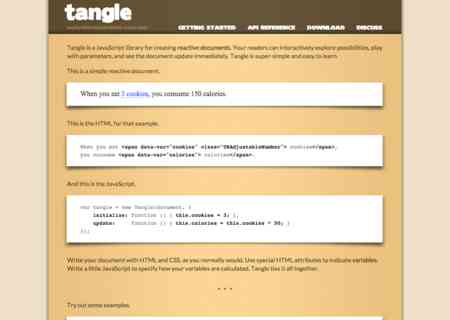 tangle
GETTING STARTED API REFERENCE DOWNLOAD DISCUSS
Tangle is a JavaScript library for creating reactive documents. Your readers can interactively explore possibilities, play
with parameters, and see the document update immediately. Tangle is super-simple and easy to learn.
This is a simple reactive document.
When you eat 3 cookies, you consume 150 calories.
This is the HTML for that example.
When you eat <span data-var="cookies" class="TKAdjustableNumber"> cookies</span>,
you consume <span data-var="calories"> calories</span>.
And this is the JavaScript.
var tangle = new Tangle(document, {
initialize: function () { this.cookies = 3; },
update: function () { this.calories = this.cookies * 50; }
});
Write your document with HTML and CSS, as you normally would. Use special HTML attributes to indicate variables.
Write a little JavaScript to specify how your variables are calculated. Tangle ties it all together.
• • •
Try out some examples.